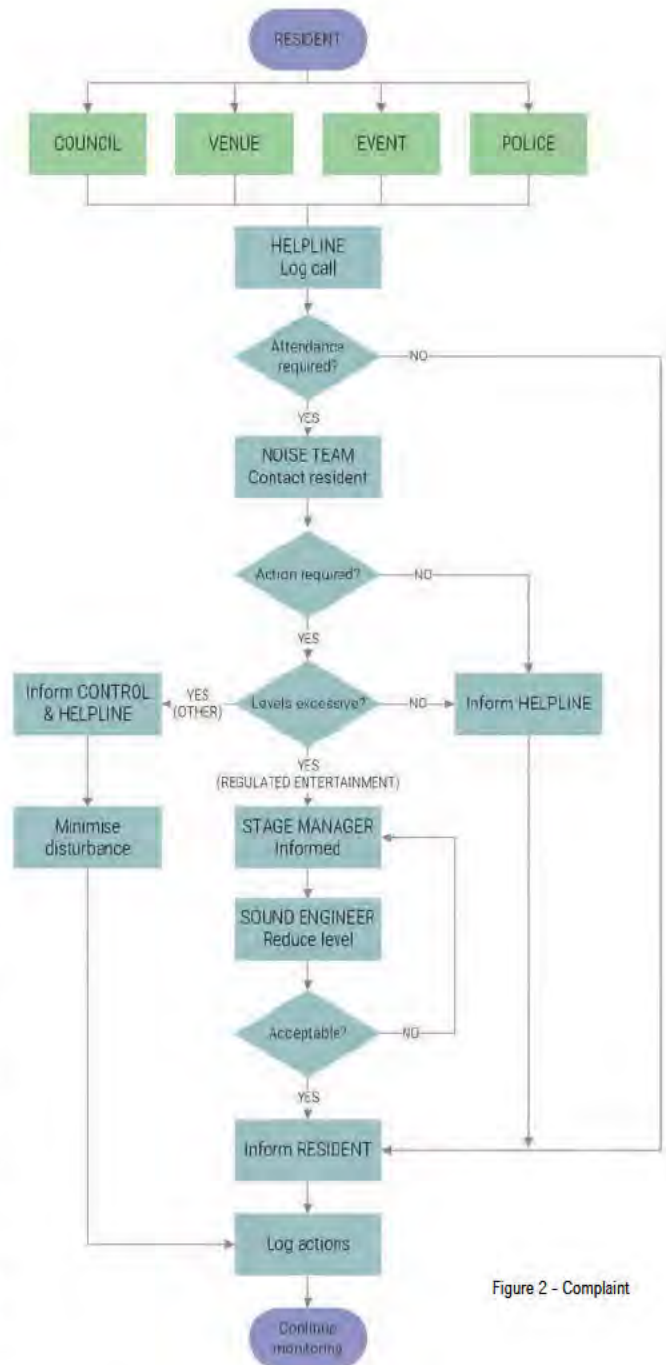 RESIDENT
COUNCIL
VENUE
EVENT
POLICE
HELPLINE
Log call
Attendance
required?
NO
YES
NOISE TEAM
Contact resident
Action required?
NO
YES
Inform CONTROL
& HELPLINE
YES
(OTHER)
Levels excessive?
NO
Inform HELPLINE
YES
(REGULATED ENTERTAINMENT)
Minimise
disturbance
STAGE MANAGER
Informed
SOUND ENGINEER
Reduce level
Acceptable?
NO
YES
Inform RESIDENT
Log actions
Figure 2 - Complaint
Continue
monitoring